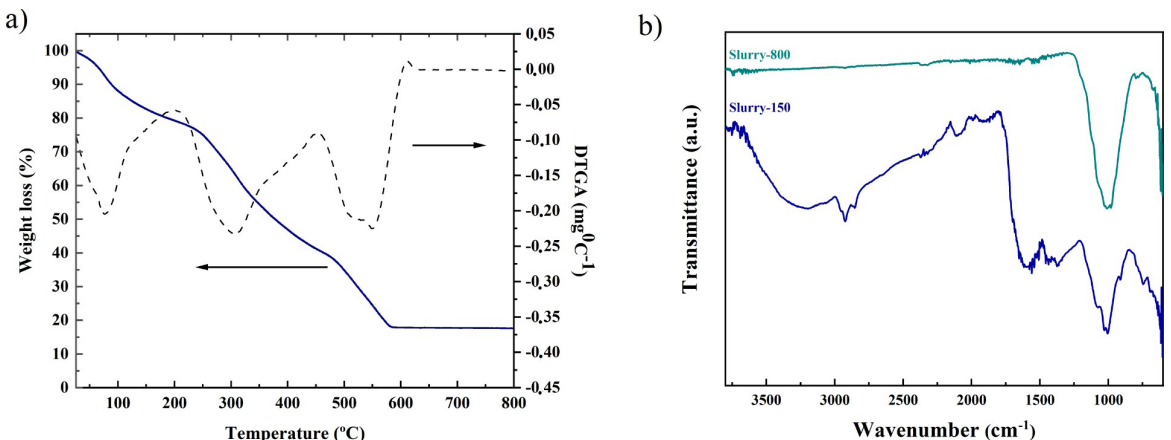 a)
100
90
80
70
60
50
40
30
20
10
0
Weight loss (%)
100 200 300 400 500 600 700 800
Temperature (ºC)
0,05
0,00
-0,05
-0,10
-0,15
-0,20
-0,25
-0,30
-0,35
-0,40
-0,45
DTGA (mg⁰C⁻¹)
b)
Slurry-800
Slurry-150
Transmittance (a.u.)
3500 3000 2500 2000 1500 1000
Wavenumber (cm⁻¹)